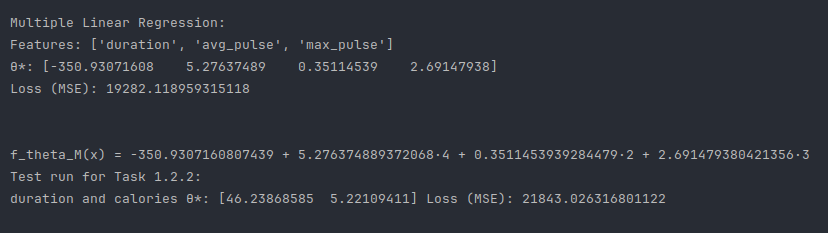 Multiple Linear Regression:
Features: ['duration', 'avg_pulse', 'max_pulse']
θ*: [-350.93071608    5.27637489    0.35114539    2.69147938]
Loss (MSE): 19282.118959315118
f_theta_M(x) = -350.9307160807439 + 5.276374889372068·4 + 0.3511453939284479·2 + 2.691479380421356·3
Test run for Task 1.2.2:
duration and calories θ*: [46.23868585  5.22109411] Loss (MSE): 21843.026316801122